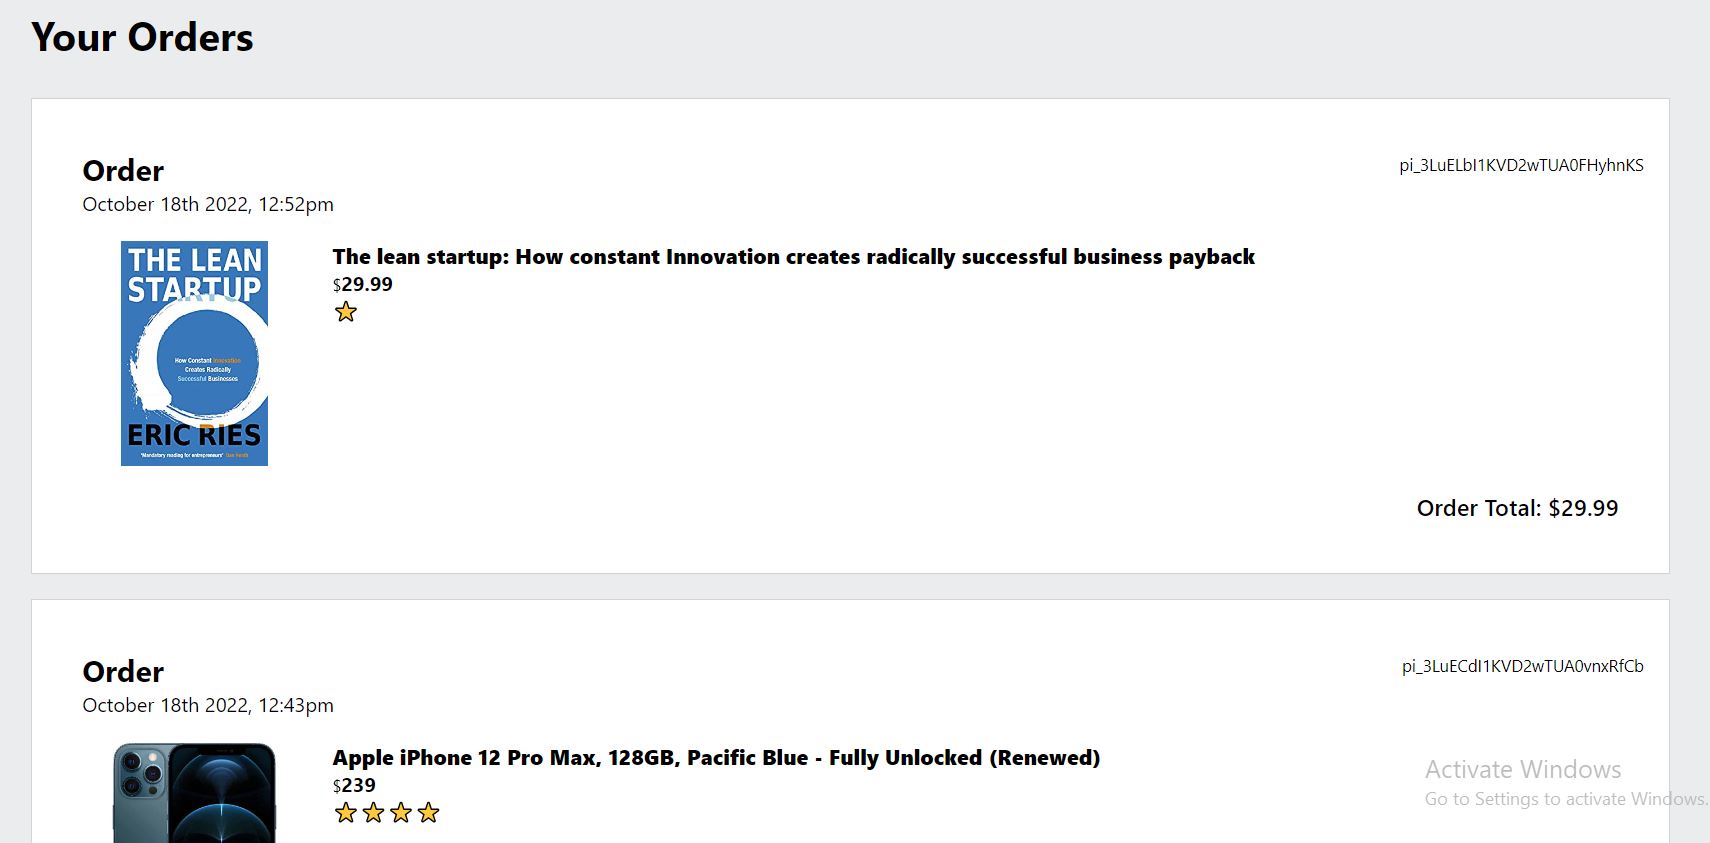 Your Orders
Order
pi_3LuELbI1KVD2wTUA0FHyhnKS
October 18th 2022, 12:52pm
THE LEAN
STARTUP
How Constant Innovation
Creates Radically
Successful Businesses
ERIC RIES
'Mandatory reading for entrepreneurs'
The lean startup: How constant Innovation creates radically successful business payback
$29.99
Order Total: $29.99
Order
pi_3LuECdI1KVD2wTUA0vnxRfCb
October 18th 2022, 12:43pm
Apple iPhone 12 Pro Max, 128GB, Pacific Blue - Fully Unlocked (Renewed)
$239
Activate Windows
Go to Settings to activate Windows.